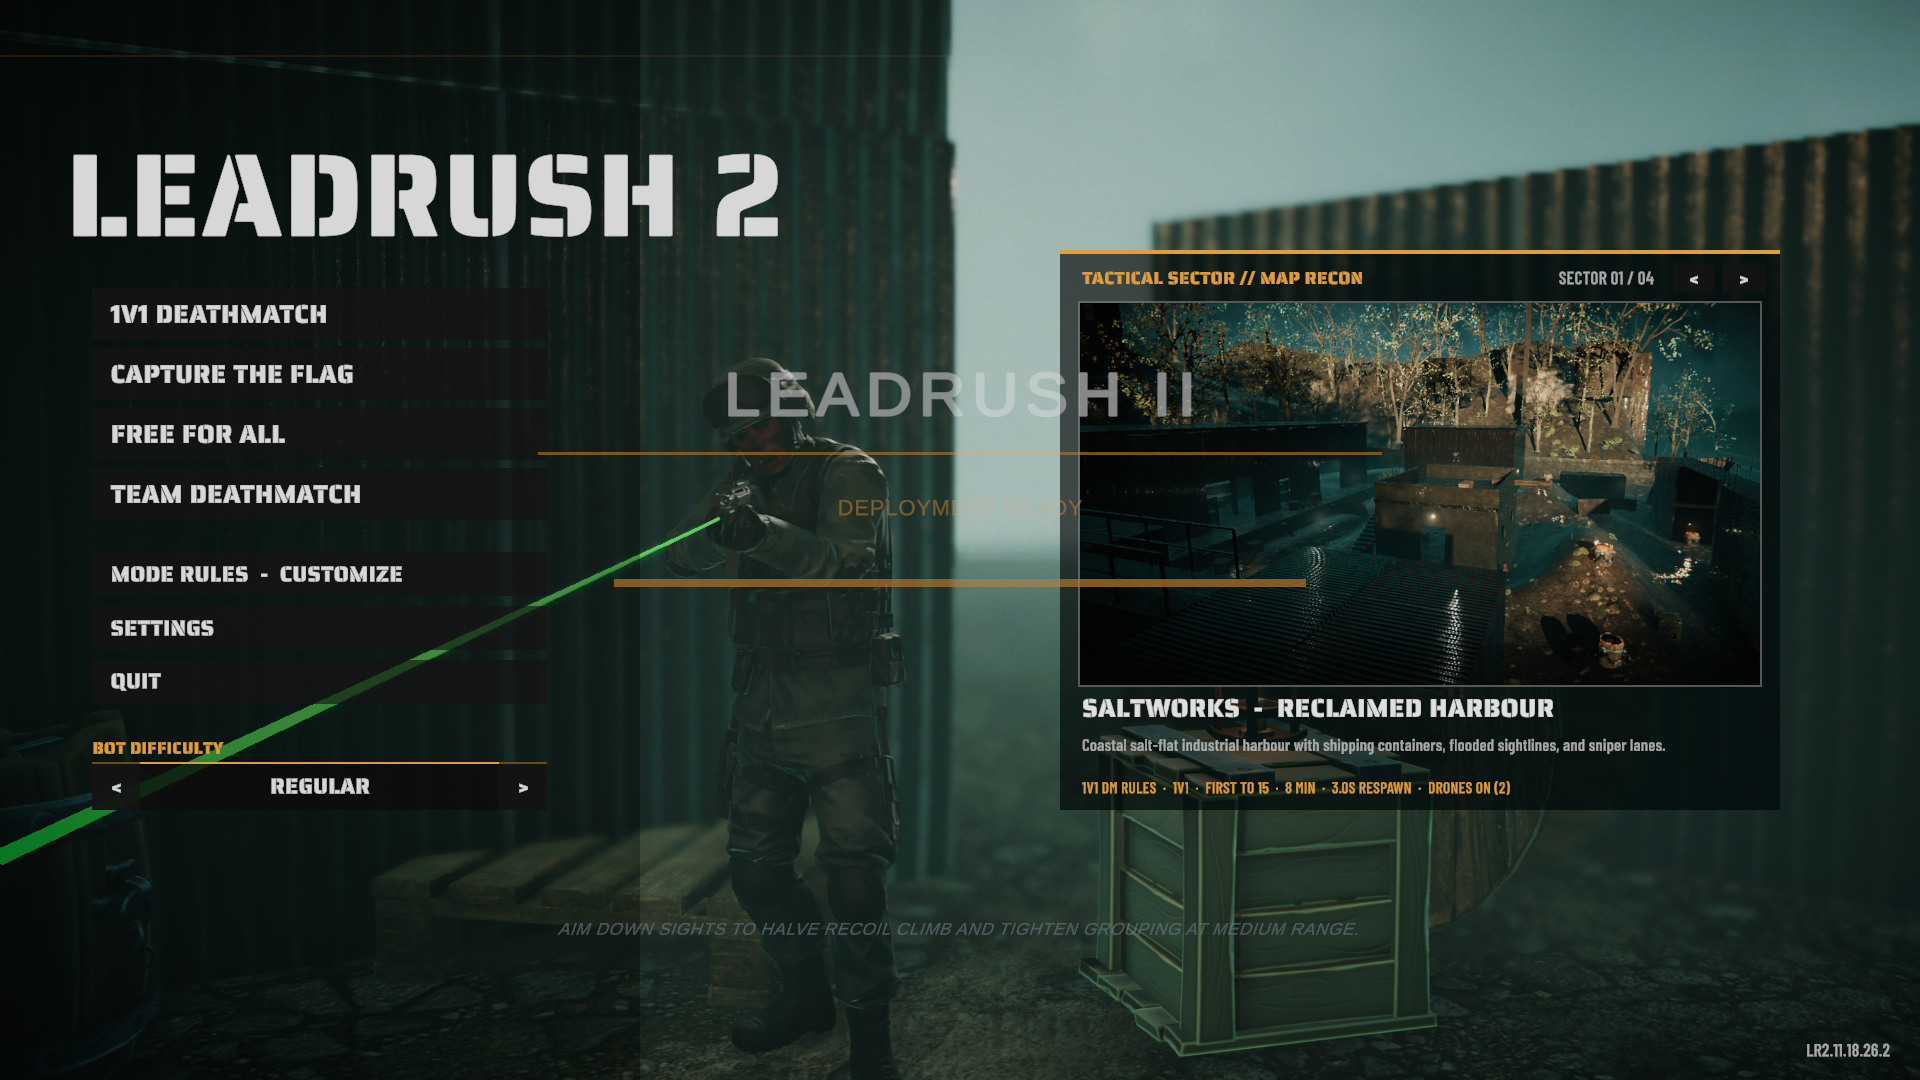 LEADRUSH 2
1V1 DEATHMATCH
CAPTURE THE FLAG
FREE FOR ALL
TEAM DEATHMATCH
MODE RULES - CUSTOMIZE
SETTINGS
QUIT
BOT DIFFICULTY
< REGULAR >
LEADRUSH II
DEPLOYMENT READY
AIM DOWN SIGHTS TO HALVE RECOIL CLIMB AND TIGHTEN GROUPING AT MEDIUM RANGE.
TACTICAL SECTOR // MAP RECON SECTOR 01 / 04 < >
SALTWORKS - RECLAIMED HARBOUR
Coastal salt-flat industrial harbour with shipping containers, flooded sightlines, and sniper lanes.
1V1 DM RULES · 1V1 · FIRST TO 15 · 8 MIN · 3.0S RESPAWN · DRONES ON (2)
LR2.11.18.26.2